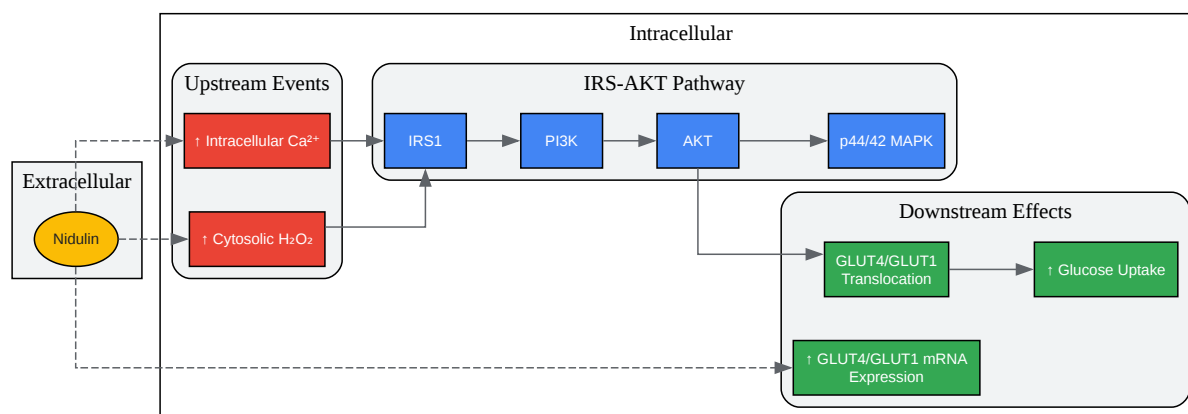 Intracellular
Upstream Events
IRS-AKT Pathway
↑ Intracellular Ca²⁺
IRS1
PI3K
AKT
p44/42 MAPK
Extracellular
Nidulin
↑ Cytosolic H₂O₂
Downstream Effects
GLUT4/GLUT1
Translocation
↑ Glucose Uptake
↑ GLUT4/GLUT1 mRNA
Expression